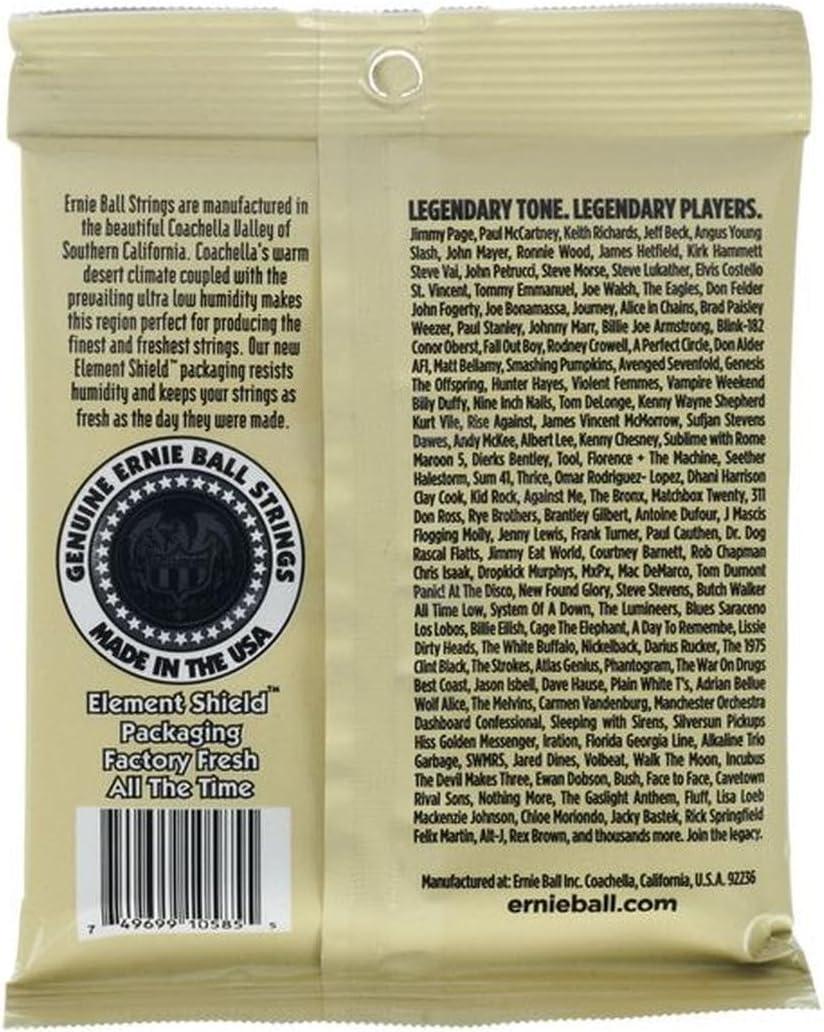 Ernie Ball Strings are manufactured in
the beautiful Coachella Valley of
Southern California. Coachella's warm
desert climate coupled with the
prevailing ultra low humidity makes
this region perfect for producing the
finest and freshest strings. Our new
Element Shield™ packaging resists
humidity and keeps your strings as
fresh as the day they were made.
GENUINE ERNIE BALL STRINGS
MADE IN THE USA
Element Shield™
Packaging
Factory Fresh
All The Time
7 49699 10585 5
LEGENDARY TONE. LEGENDARY PLAYERS.
Jimmy Page, Paul McCartney, Keith Richards, Jeff Beck, Angus Young
Slash, John Mayer, Ronnie Wood, James Hetfield, Kirk Hammett
Steve Vai, John Petrucci, Steve Morse, Steve Lukather, Elvis Costello
St. Vincent, Tommy Emmanuel, Joe Walsh, The Eagles, Don Felder
John Fogerty, Joe Bonamassa, Journey, Alice in Chains, Brad Paisley
Weezer, Paul Stanley, Johnny Marr, Billie Joe Armstrong, Blink-182
Conor Oberst, Fall Out Boy, Rodney Crowell, A Perfect Circle, Don Alder
AFI, Matt Bellamy, Smashing Pumpkins, Avenged Sevenfold, Genesis
The Offspring, Hunter Hayes, Violent Femmes, Vampire Weekend
Billy Duffy, Nine Inch Nails, Tom DeLonge, Kenny Wayne Shepherd
Kurt Vile, Rise Against, James Vincent McMorrow, Sufjan Stevens
Dawes, Andy McKee, Albert Lee, Kenny Chesney, Sublime with Rome
Maroon 5, Dierks Bentley, Tool, Florence + The Machine, Seether
Halestorm, Sum 41, Thrice, Omar Rodriguez- Lopez, Dhani Harrison
Clay Cook, Kid Rock, Against Me, The Bronx, Matchbox Twenty, 311
Don Ross, Rye Brothers, Brantley Gilbert, Antoine Dufour, J Mascis
Flogging Molly, Jenny Lewis, Frank Turner, Paul Cauthen, Dr. Dog
Rascal Flatts, Jimmy Eat World, Courtney Barnett, Rob Chapman
Chris Isaak, Dropkick Murphys, MxPx, Mac DeMarco, Tom Dumont
Panic! At The Disco, New Found Glory, Steve Stevens, Butch Walker
All Time Low, System Of A Down, The Lumineers, Blues Saraceno
Los Lobos, Billie Eilish, Cage The Elephant, A Day To Remembe, Lissie
Dirty Heads, The White Buffalo, Nickelback, Darius Rucker, The 1975
Clint Black, The Strokes, Atlas Genius, Phantogram, The War On Drugs
Best Coast, Jason Isbell, Dave Hause, Plain White T's, Adrian Bellue
Wolf Alice, The Melvins, Carmen Vandenburg, Manchester Orchestra
Dashboard Confessional, Sleeping with Sirens, Silversun Pickups
Hiss Golden Messenger, Iration, Florida Georgia Line, Alkaline Trio
Garbage, SWMRS, Jared Dines, Volbeat, Walk The Moon, Incubus
The Devil Makes Three, Ewan Dobson, Bush, Face to Face, Cavetown
Rival Sons, Nothing More, The Gaslight Anthem, Fluff, Lisa Loeb
Mackenzie Johnson, Chloe Moriondo, Jacky Bastek, Rick Springfield
Felix Martin, Alt-J, Rex Brown, and thousands more. Join the legacy.
Manufactured at: Ernie Ball Inc. Coachella, California, U.S.A. 92236
ernieball.com